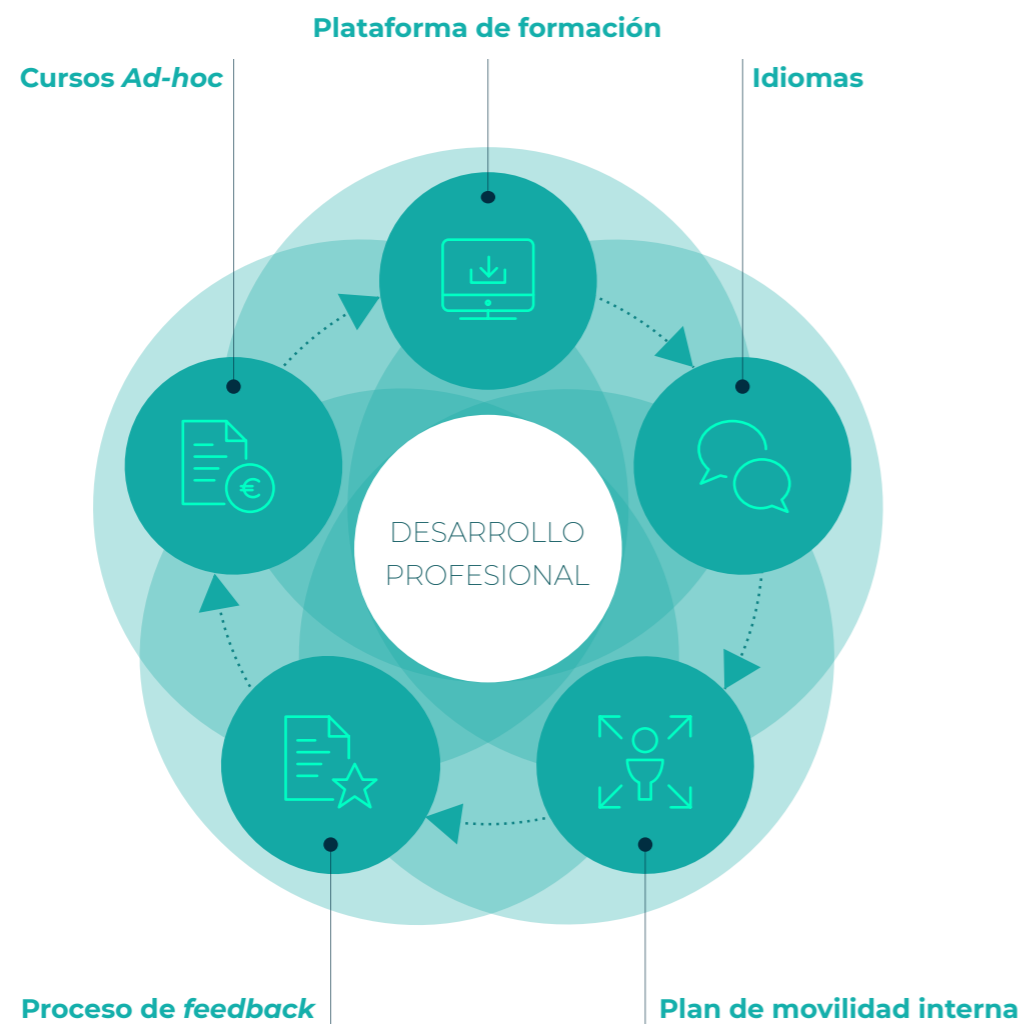 Plataforma de formación
Cursos Ad-hoc
Idiomas
€
DESARROLLO
PROFESIONAL
Proceso de feedback
Plan de movilidad interna